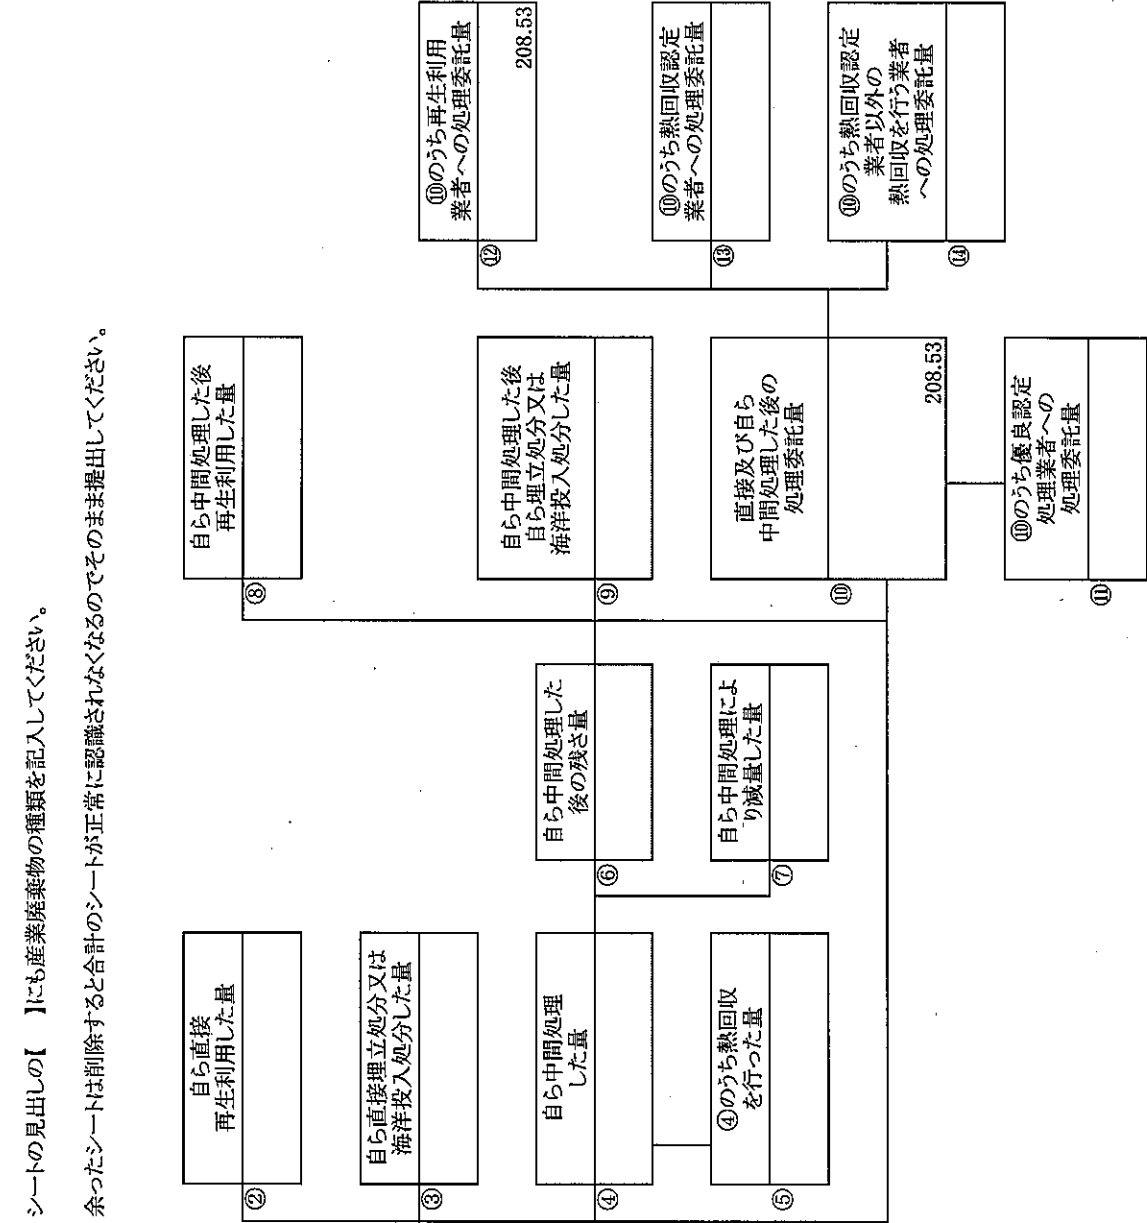 シートの見出しの【　】にも産業廃棄物の種類を記入してください。
余ったシートは削除すると合計のシートが正常に認識されなくなるのでそのまま提出してください。
②
自ら直接
再生利用した量
③
自ら直接埋立処分又は
海洋投入処分した量
④
自ら中間処理
した量
⑤
④のうち熱回収
を行った量
⑥
自ら中間処理した
後の残さ量
⑦
自ら中間処理によ
り減量した量
⑧
自ら中間処理した後
再生利用した量
⑨
自ら中間処理した後
自ら埋立処分又は
海洋投入処分した量
⑩
直接及び自ら
中間処理した後の
処理委託量
208.53
⑪
⑩のうち優良認定
処理業者への
処理委託量
⑫
⑩のうち再生利用
業者への処理委託量
208.53
⑬
⑩のうち熱回収認定
業者への処理委託量
⑭
⑩のうち熱回収認定
業者以外の
熱回収を行う業者
への処理委託量